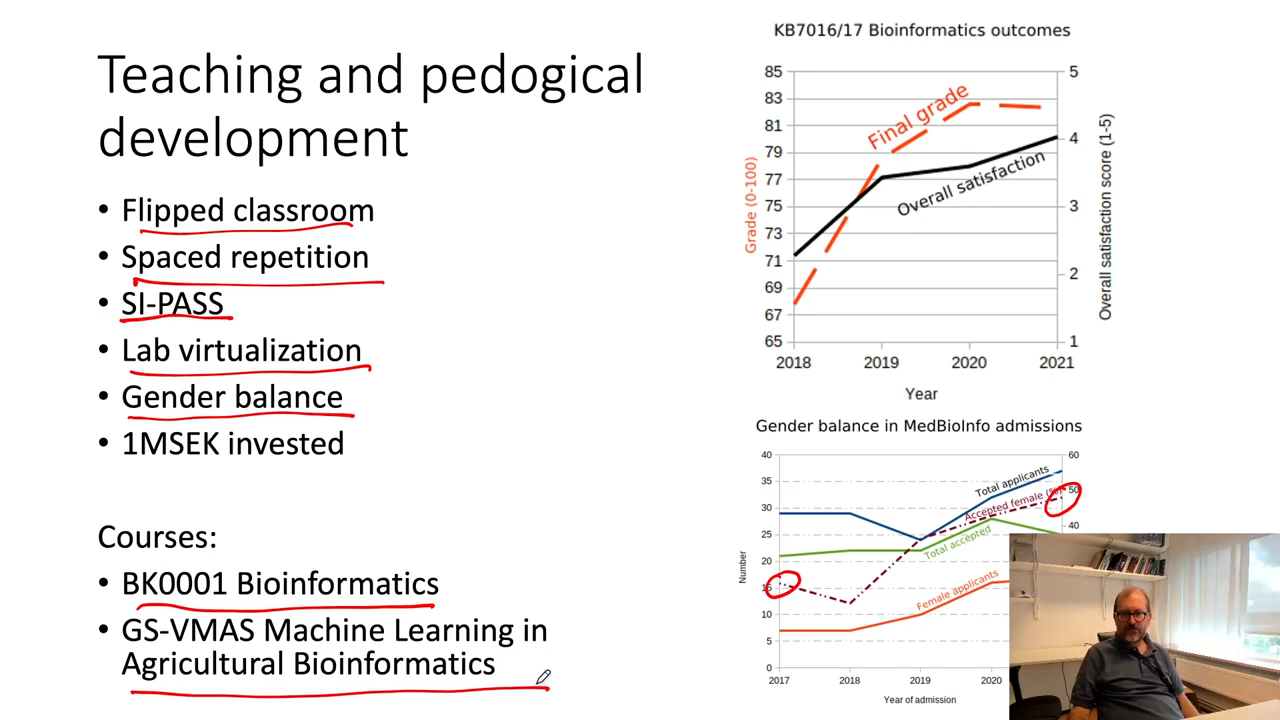 Teaching and pedogical
development
• Flipped classroom
• Spaced repetition
• SI-PASS
• Lab virtualization
• Gender balance
• 1MSEK invested
Courses:
• BK0001 Bioinformatics
• GS-VMAS Machine Learning in
Agricultural Bioinformatics
KB7016/17 Bioinformatics outcomes
85
83
81
79
77
75
73
71
69
67
65
5
4
3
2
1
Grade (0-100)
Final grade
Overall satisfaction
Overall satisfaction score (1-5)
2018 2019 2020 2021
Year
Gender balance in MedBioInfo admissions
40
35
30
25
20
15
10
5
0
60
50
40
Number
Total applicants
Accepted female (%)
Total accepted
Female applicants
2017 2018 2019 2020
Year of admission